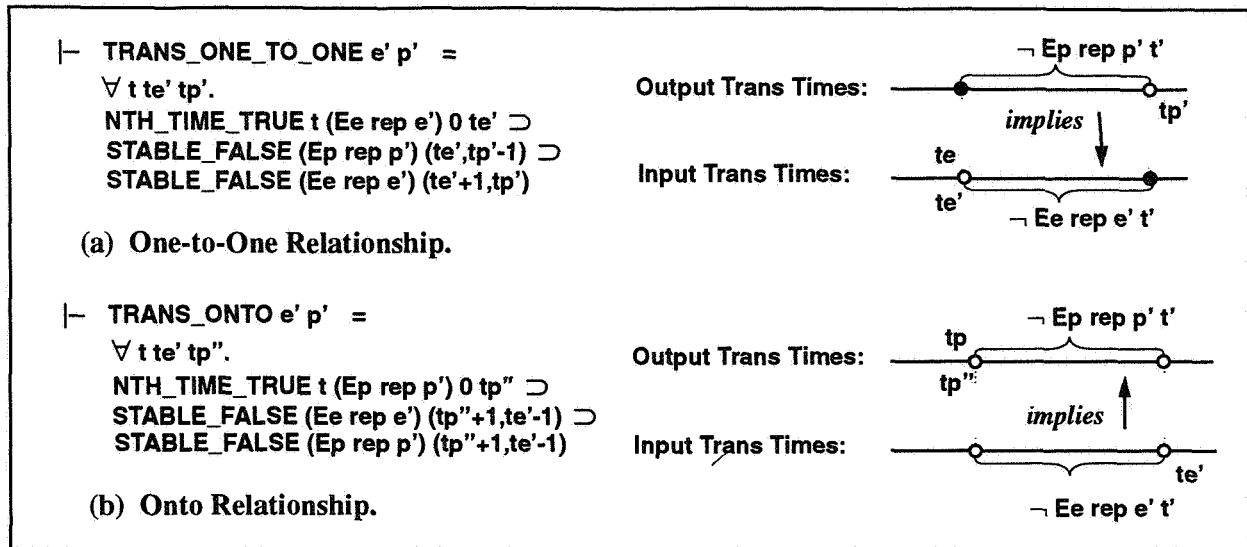 |– TRANS_ONE_TO_ONE e' p' =
∀ t te' tp'.
NTH_TIME_TRUE t (Ee rep e') 0 te' ⊃
STABLE_FALSE (Ep rep p') (te',tp'-1) ⊃
STABLE_FALSE (Ee rep e') (te'+1,tp')
(a) One-to-One Relationship.
¬ Ep rep p' t'
Output Trans Times:
tp'
implies
te
Input Trans Times:
te'
¬ Ee rep e' t'
|– TRANS_ONTO e' p' =
∀ t te' tp''.
NTH_TIME_TRUE t (Ep rep p') 0 tp'' ⊃
STABLE_FALSE (Ee rep e') (tp''+1,te'-1) ⊃
STABLE_FALSE (Ep rep p') (tp''+1,te'-1)
(b) Onto Relationship.
¬ Ep rep p' t'
tp
Output Trans Times:
tp''
implies
Input Trans Times:
te'
¬ Ee rep e' t'